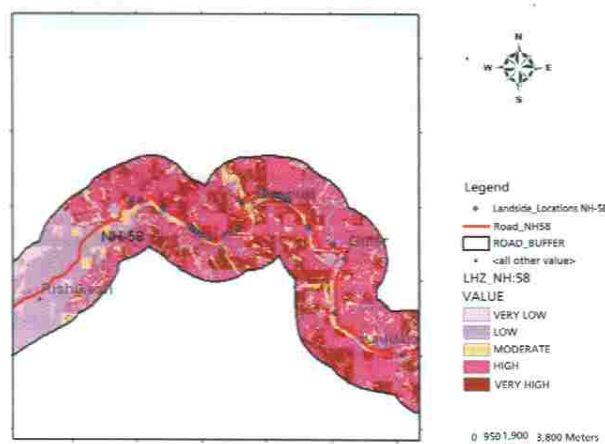 N
W E
S
NH-58
Legend
Landside_Locations NH-58
Road_NH58
ROAD_BUFFER
<all other value>
LHZ_NH:58
VALUE
VERY LOW
LOW
MODERATE
HIGH
VERY HIGH
0 950 1,900 3,800 Meters